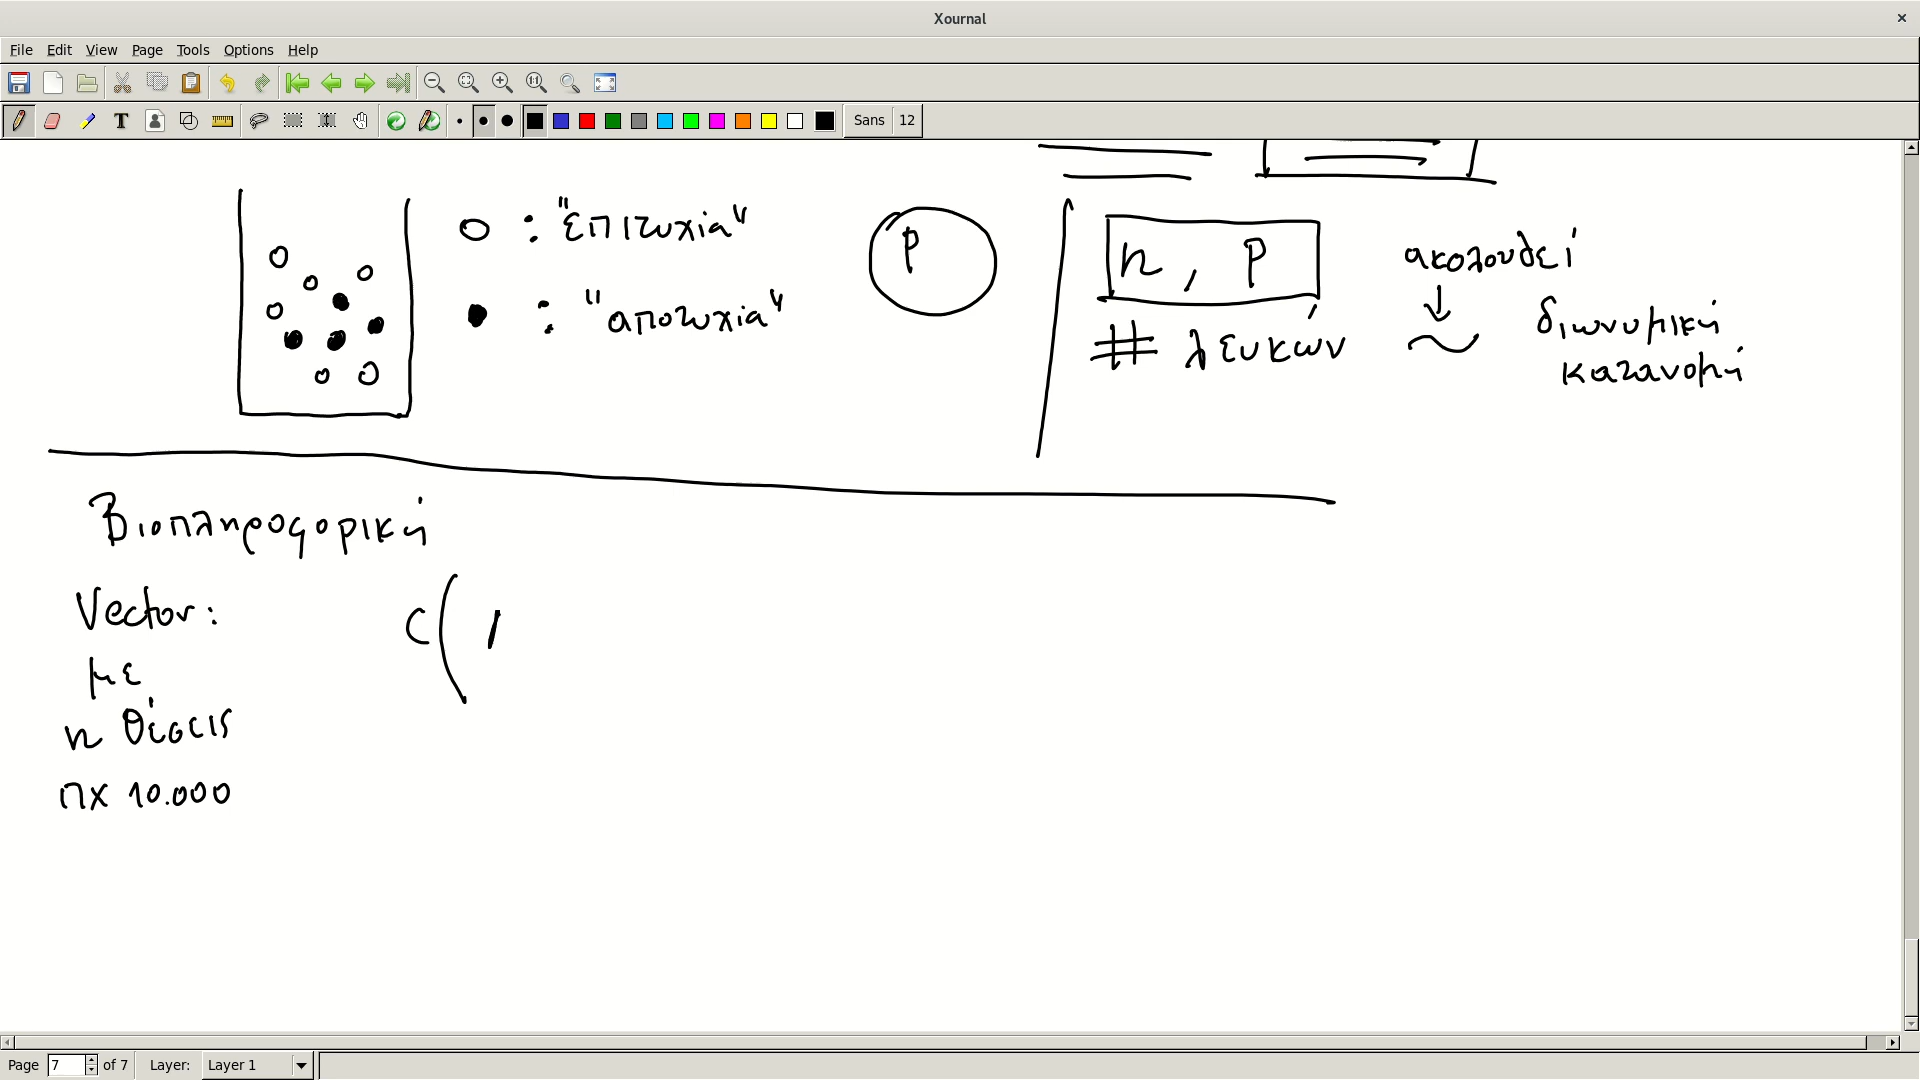 Xournal
File Edit View Page Tools Options Help
Sans 12
: "επιτυχία"
: "αποτυχία"
p
n, p
# λευκών
ακολουθεί
~ διωνυμική
κατανομή
Βιοπληροφορική
Vector:
με
n θέσεις
πχ 10.000
c(
Page 7 of 7 Layer: Layer 1